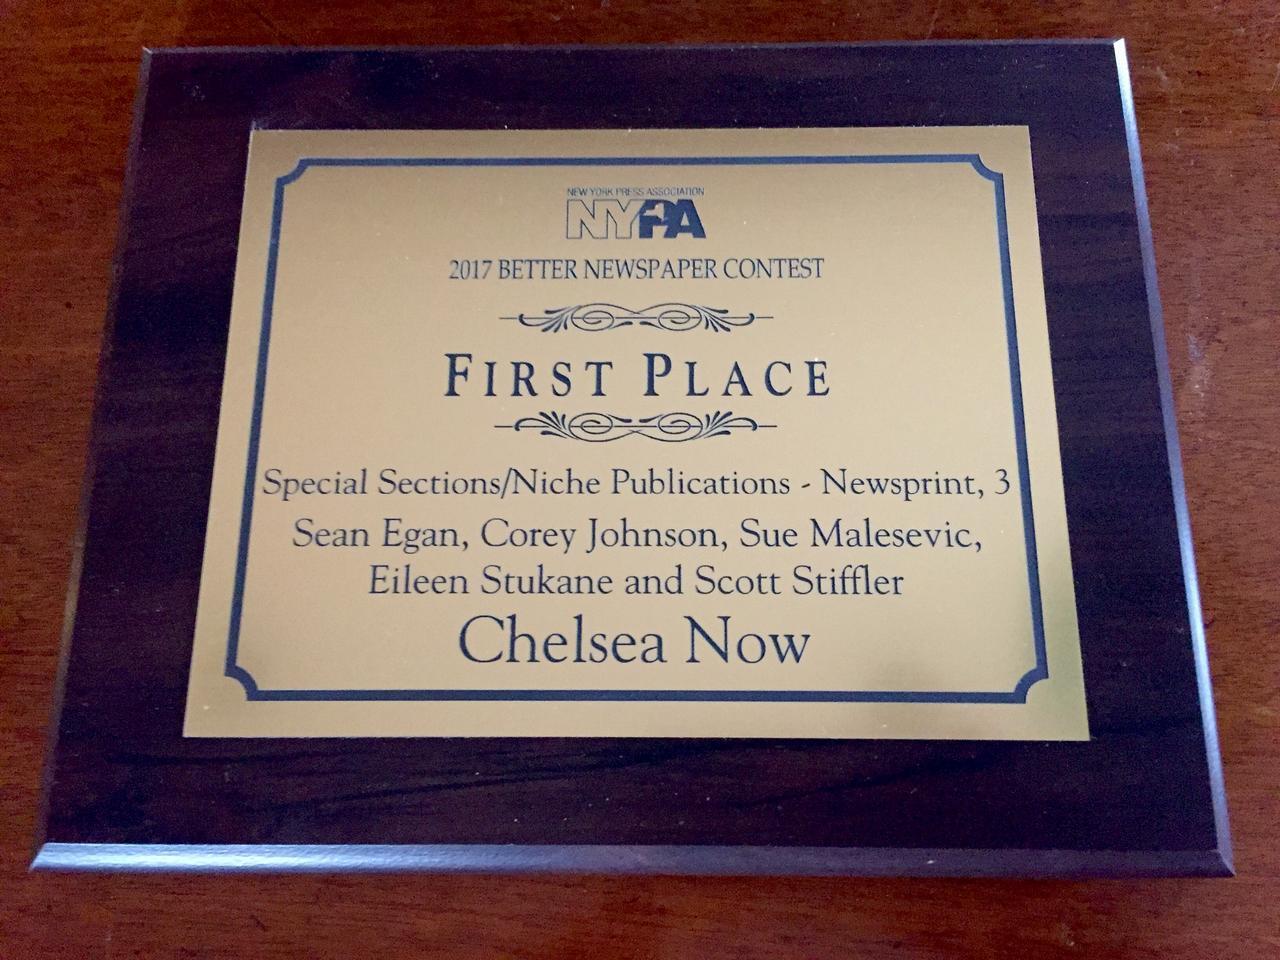 NEW YORK PRESS ASSOCIATION
NYPA
2017 BETTER NEWSPAPER CONTEST
FIRST PLACE
Special Sections/Niche Publications - Newsprint, 3
Sean Egan, Corey Johnson, Sue Malesevic,
Eileen Stukane and Scott Stiffler
Chelsea Now